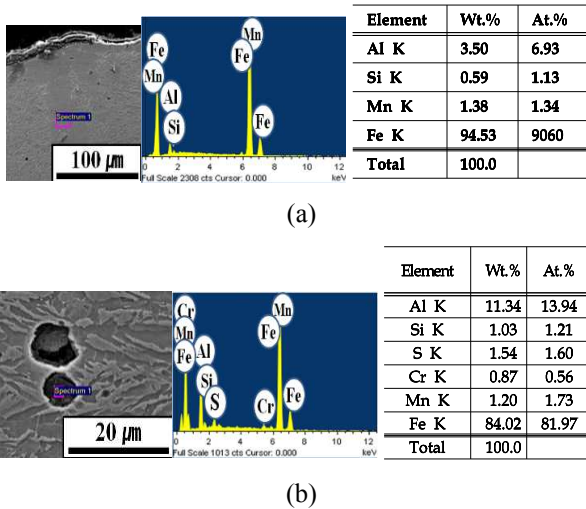 Spectrum 1
100 μm
Fe
Mn
Al
Si
Mn
Fe
Fe
0 2 4 6 8 10 12
Full Scale 2308 cts Cursor: 0.000 keV
Element Wt.% At.%
Al K 3.50 6.93
Si K 0.59 1.13
Mn K 1.38 1.34
Fe K 94.53 9060
Total 100.0
(a)
Spectrum 1
20 μm
Cr
Mn
Fe
Al
Si
S
Mn
Fe
Cr
Fe
0 2 4 6 8 10 12
Full Scale 1013 cts Cursor: 0.000 keV
Element Wt.% At.%
Al K 11.34 13.94
Si K 1.03 1.21
S K 1.54 1.60
Cr K 0.87 0.56
Mn K 1.20 1.73
Fe K 84.02 81.97
Total 100.0
(b)